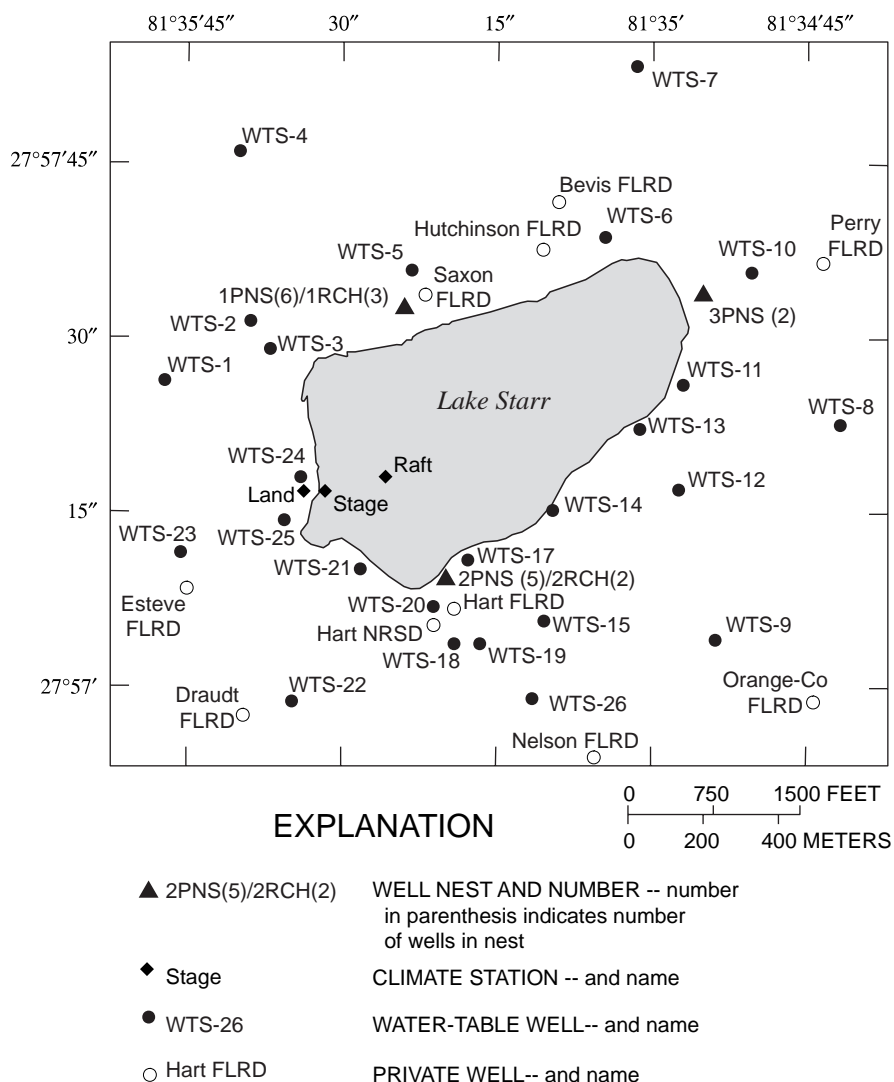 81°35′45″ 30″ 15″ 81°35″ 81°34′45″
WTS-7
WTS-4
27°57′45″
Bevis FLRD
WTS-6
Hutchinson FLRD
Perry
FLRD
WTS-10
WTS-5
Saxon
FLRD
1PNS(6)/1RCH(3)
3PNS (2)
WTS-2
30″
WTS-3
WTS-1
WTS-11
Lake Starr
WTS-8
WTS-13
WTS-24
Raft
WTS-12
Land
Stage
WTS-14
15″
WTS-25
WTS-23
WTS-17
WTS-21
2PNS (5)/2RCH(2)
Esteve
FLRD
WTS-20
Hart FLRD
Hart NRSD
WTS-15
WTS-9
WTS-18
WTS-19
27°57′
WTS-22
Draudt
FLRD
WTS-26
Orange-Co
FLRD
Nelson FLRD
0 750 1500 FEET
0 200 400 METERS
EXPLANATION
2PNS(5)/2RCH(2) WELL NEST AND NUMBER -- number
in parenthesis indicates number
of wells in nest
Stage CLIMATE STATION -- and name
WTS-26 WATER-TABLE WELL-- and name
Hart FLRD PRIVATE WELL-- and name